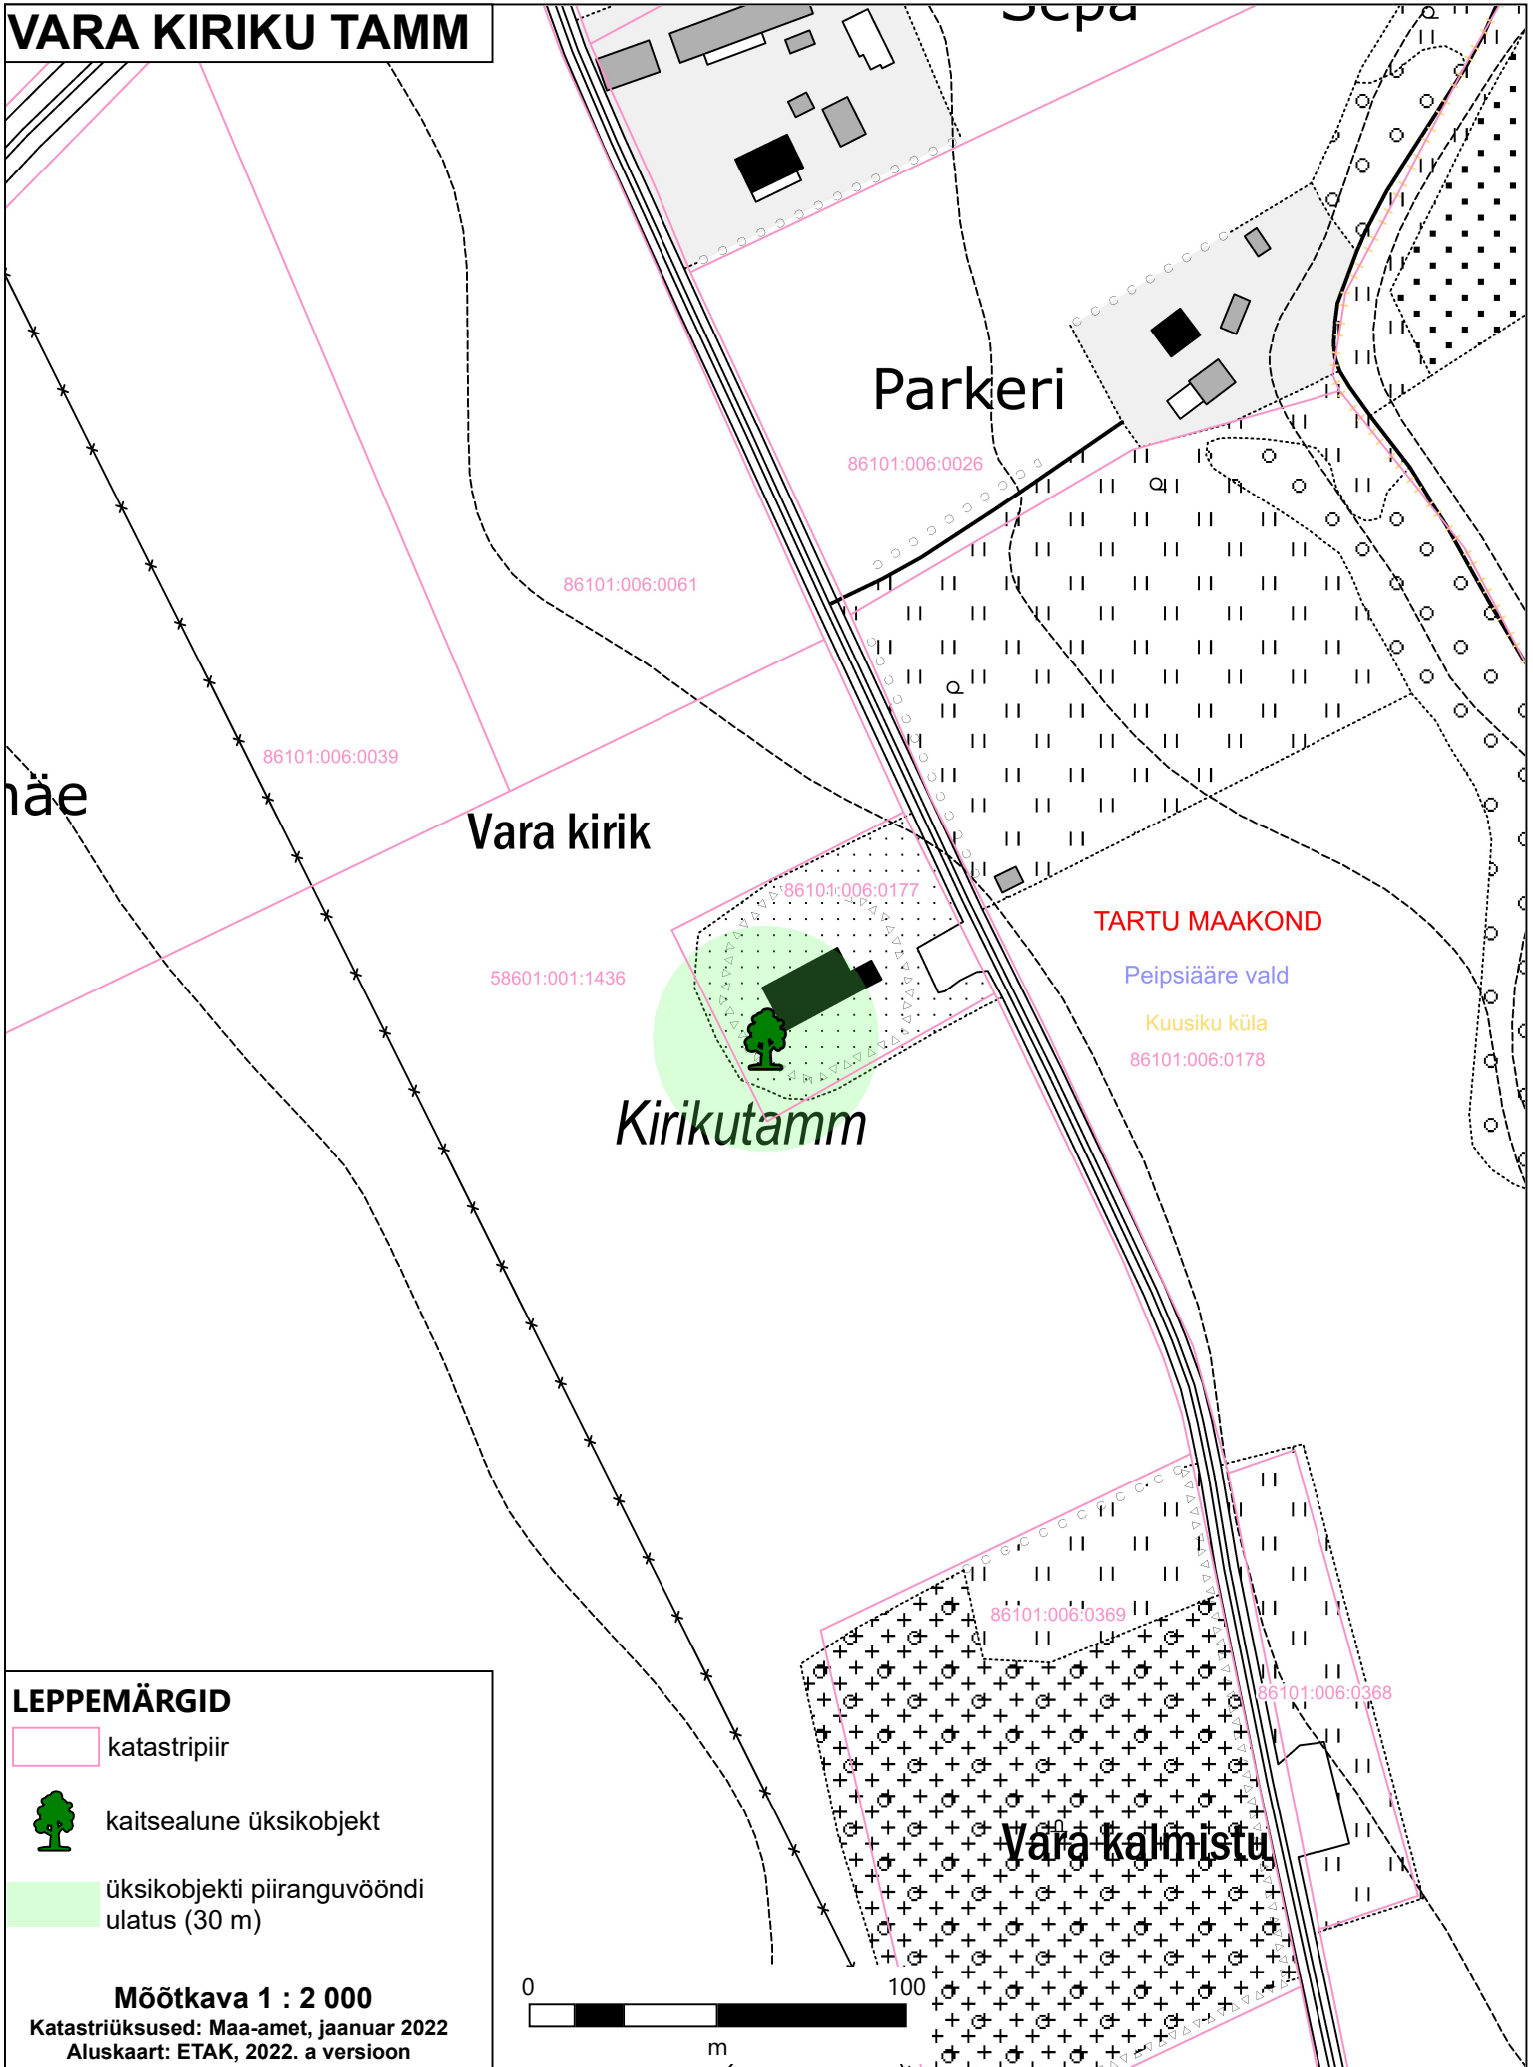 VARA KIRIKU TAMM
Parkeri
86101:006:0026
86101:006:0061
86101:006:0039
Vara kirik
86101:006:0177
58601:001:1436
TARTU MAAKOND
Peipsiääre vald
Kuusiku küla
86101:006:0178
Kirikutamm
86101:006:0369
86101:006:0368
Vara kalmistu
LEPPEMÄRGID
katastripiir
kaitsealune üksikobjekt
üksikobjekti piiranguvööndi
ulatus (30 m)
Mõõtkava 1 : 2 000
Katastriüksused: Maa-amet, jaanuar 2022
Aluskaart: ETAK, 2022. a versioon
0 100
m